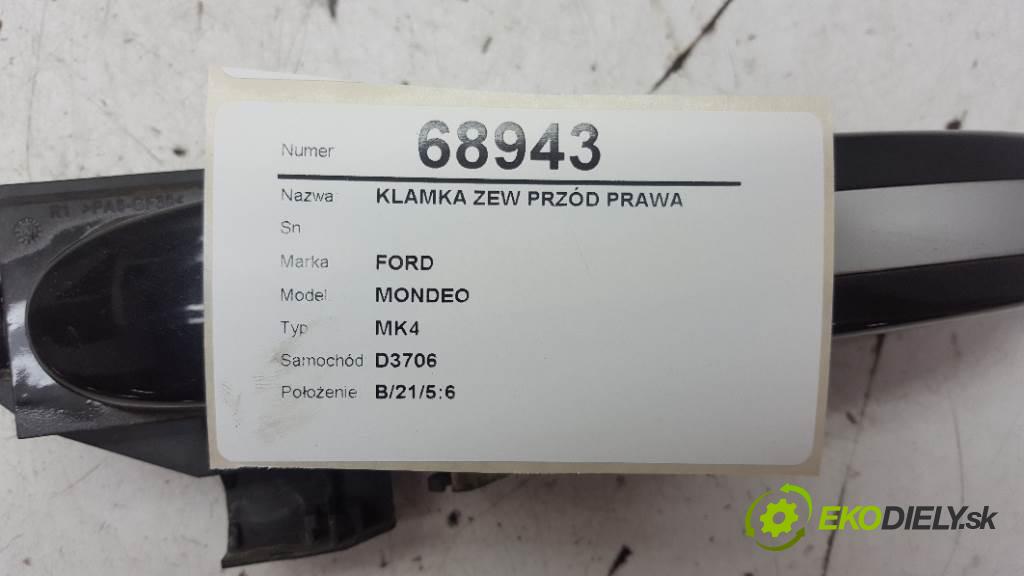 Numer 68943
Nazwa KLAMKA ZEW PRZÓD PRAWA
Sn
Marka FORD
Model MONDEO
Typ MK4
Samochód D3706
Położenie B/21/5:6
EKODIELY.sk